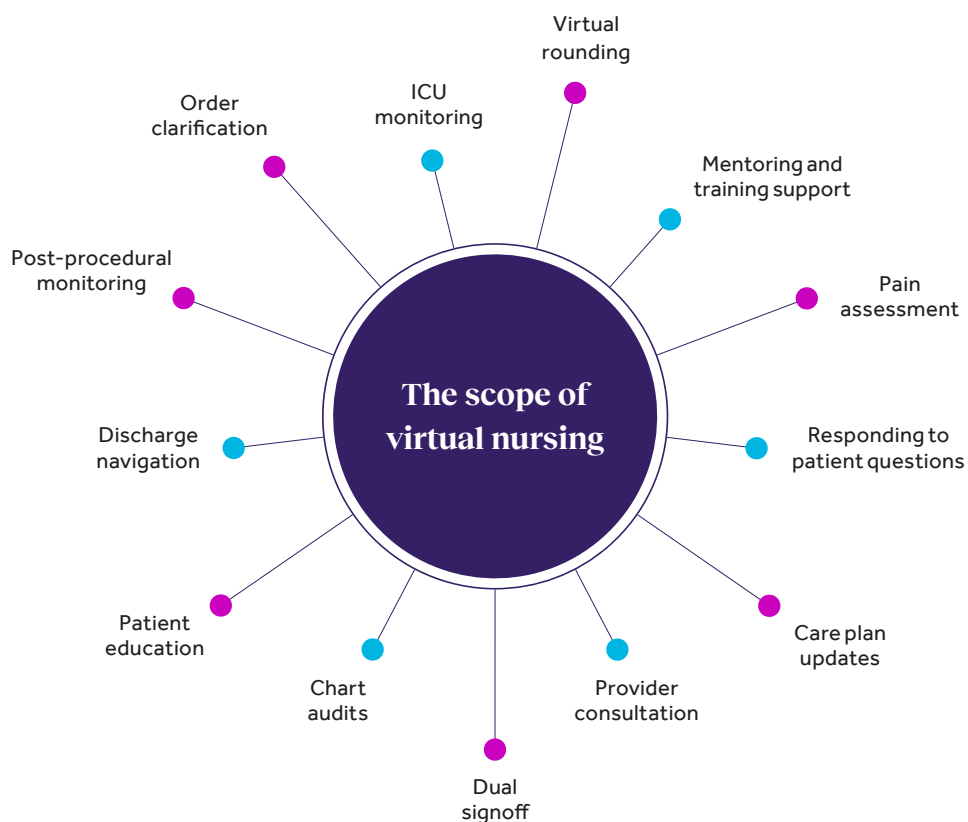 Virtual
rounding
ICU
monitoring
Order
clarification
Mentoring and
training support
Post-procedural
monitoring
Pain
assessment
The scope of
virtual nursing
Discharge
navigation
Responding to
patient questions
Patient
education
Care plan
updates
Chart
audits
Provider
consultation
Dual
signoff